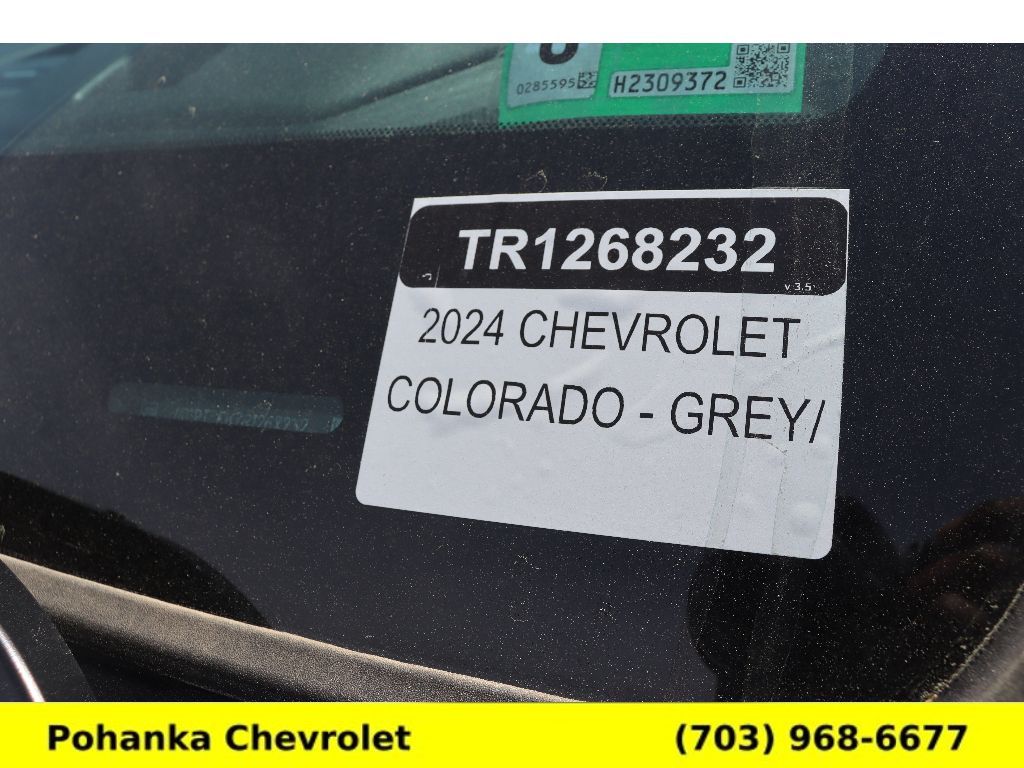 0285595
H2309372
TR1268232
v 3.5
2024 CHEVROLET
COLORADO - GREY/
Pohanka Chevrolet (703) 968-6677